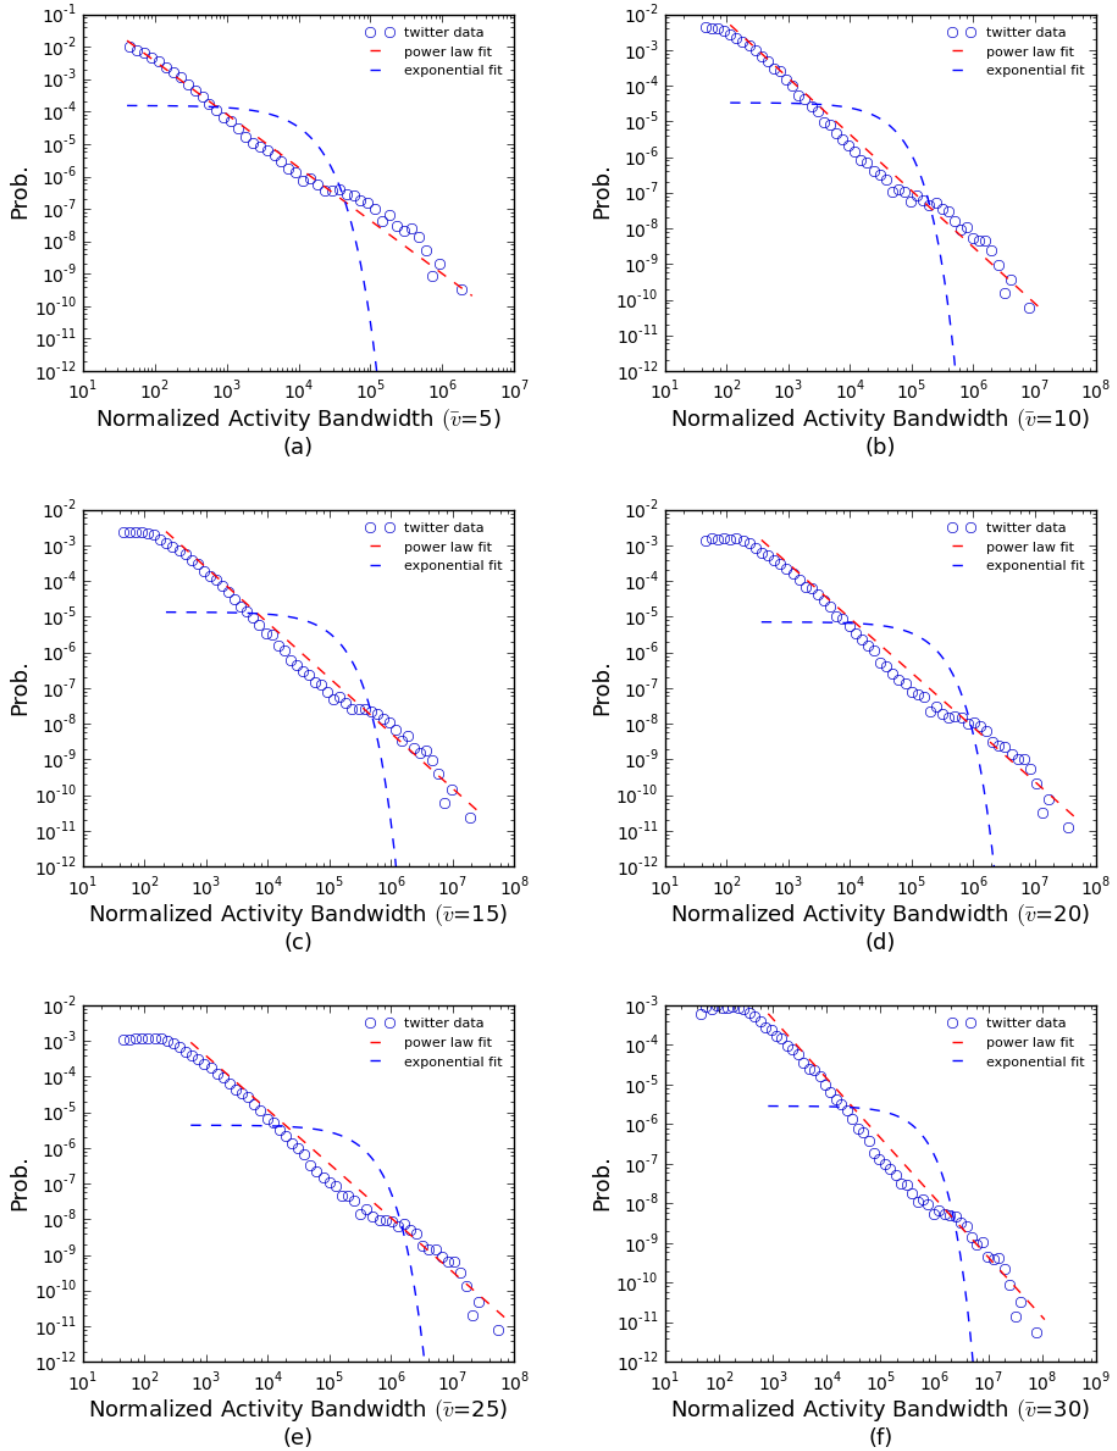 10^-1
10^-2
10^-3
10^-4
10^-5
10^-6
10^-7
10^-8
10^-9
10^-10
10^-11
10^-12
Prob.
twitter data
power law fit
exponential fit
10^1 10^2 10^3 10^4 10^5 10^6 10^7
Normalized Activity Bandwidth (v̄=5)
(a)
10^-2
10^-3
10^-4
10^-5
10^-6
10^-7
10^-8
10^-9
10^-10
10^-11
10^-12
Prob.
twitter data
power law fit
exponential fit
10^1 10^2 10^3 10^4 10^5 10^6 10^7 10^8
Normalized Activity Bandwidth (v̄=10)
(b)
10^-2
10^-3
10^-4
10^-5
10^-6
10^-7
10^-8
10^-9
10^-10
10^-11
10^-12
Prob.
twitter data
power law fit
exponential fit
10^1 10^2 10^3 10^4 10^5 10^6 10^7 10^8
Normalized Activity Bandwidth (v̄=15)
(c)
10^-2
10^-3
10^-4
10^-5
10^-6
10^-7
10^-8
10^-9
10^-10
10^-11
10^-12
Prob.
twitter data
power law fit
exponential fit
10^1 10^2 10^3 10^4 10^5 10^6 10^7 10^8
Normalized Activity Bandwidth (v̄=20)
(d)
10^-2
10^-3
10^-4
10^-5
10^-6
10^-7
10^-8
10^-9
10^-10
10^-11
10^-12
Prob.
twitter data
power law fit
exponential fit
10^1 10^2 10^3 10^4 10^5 10^6 10^7 10^8
Normalized Activity Bandwidth (v̄=25)
(e)
10^-3
10^-4
10^-5
10^-6
10^-7
10^-8
10^-9
10^-10
10^-11
10^-12
Prob.
twitter data
power law fit
exponential fit
10^1 10^2 10^3 10^4 10^5 10^6 10^7 10^8 10^9
Normalized Activity Bandwidth (v̄=30)
(f)